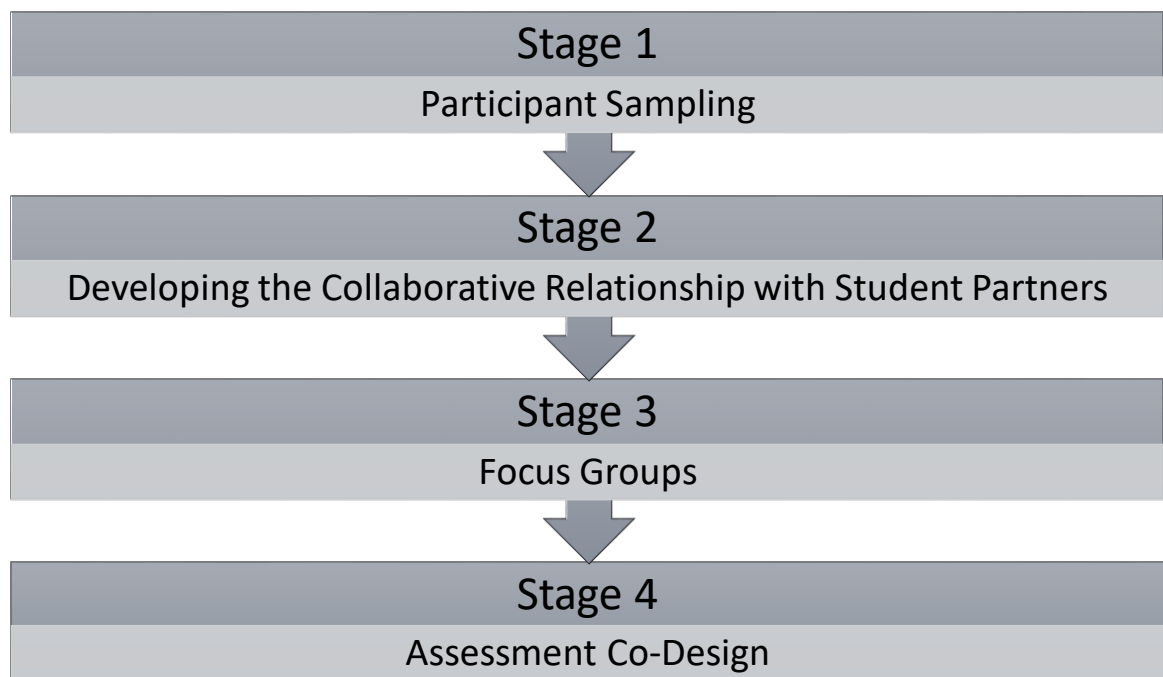 Stage 1
Participant Sampling
Stage 2
Developing the Collaborative Relationship with Student Partners
Stage 3
Focus Groups
Stage 4
Assessment Co-Design